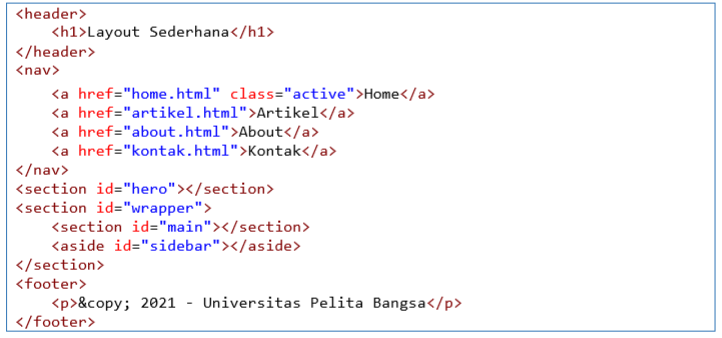 <header>
    <h1>Layout Sederhana</h1>
</header>
<nav>
    <a href="home.html" class="active">Home</a>
    <a href="artikel.html">Artikel</a>
    <a href="about.html">About</a>
    <a href="kontak.html">Kontak</a>
</nav>
<section id="hero"></section>
<section id="wrapper">
    <section id="main"></section>
    <aside id="sidebar"></aside>
</section>
<footer>
    <p>&copy; 2021 - Universitas Pelita Bangsa</p>
</footer>